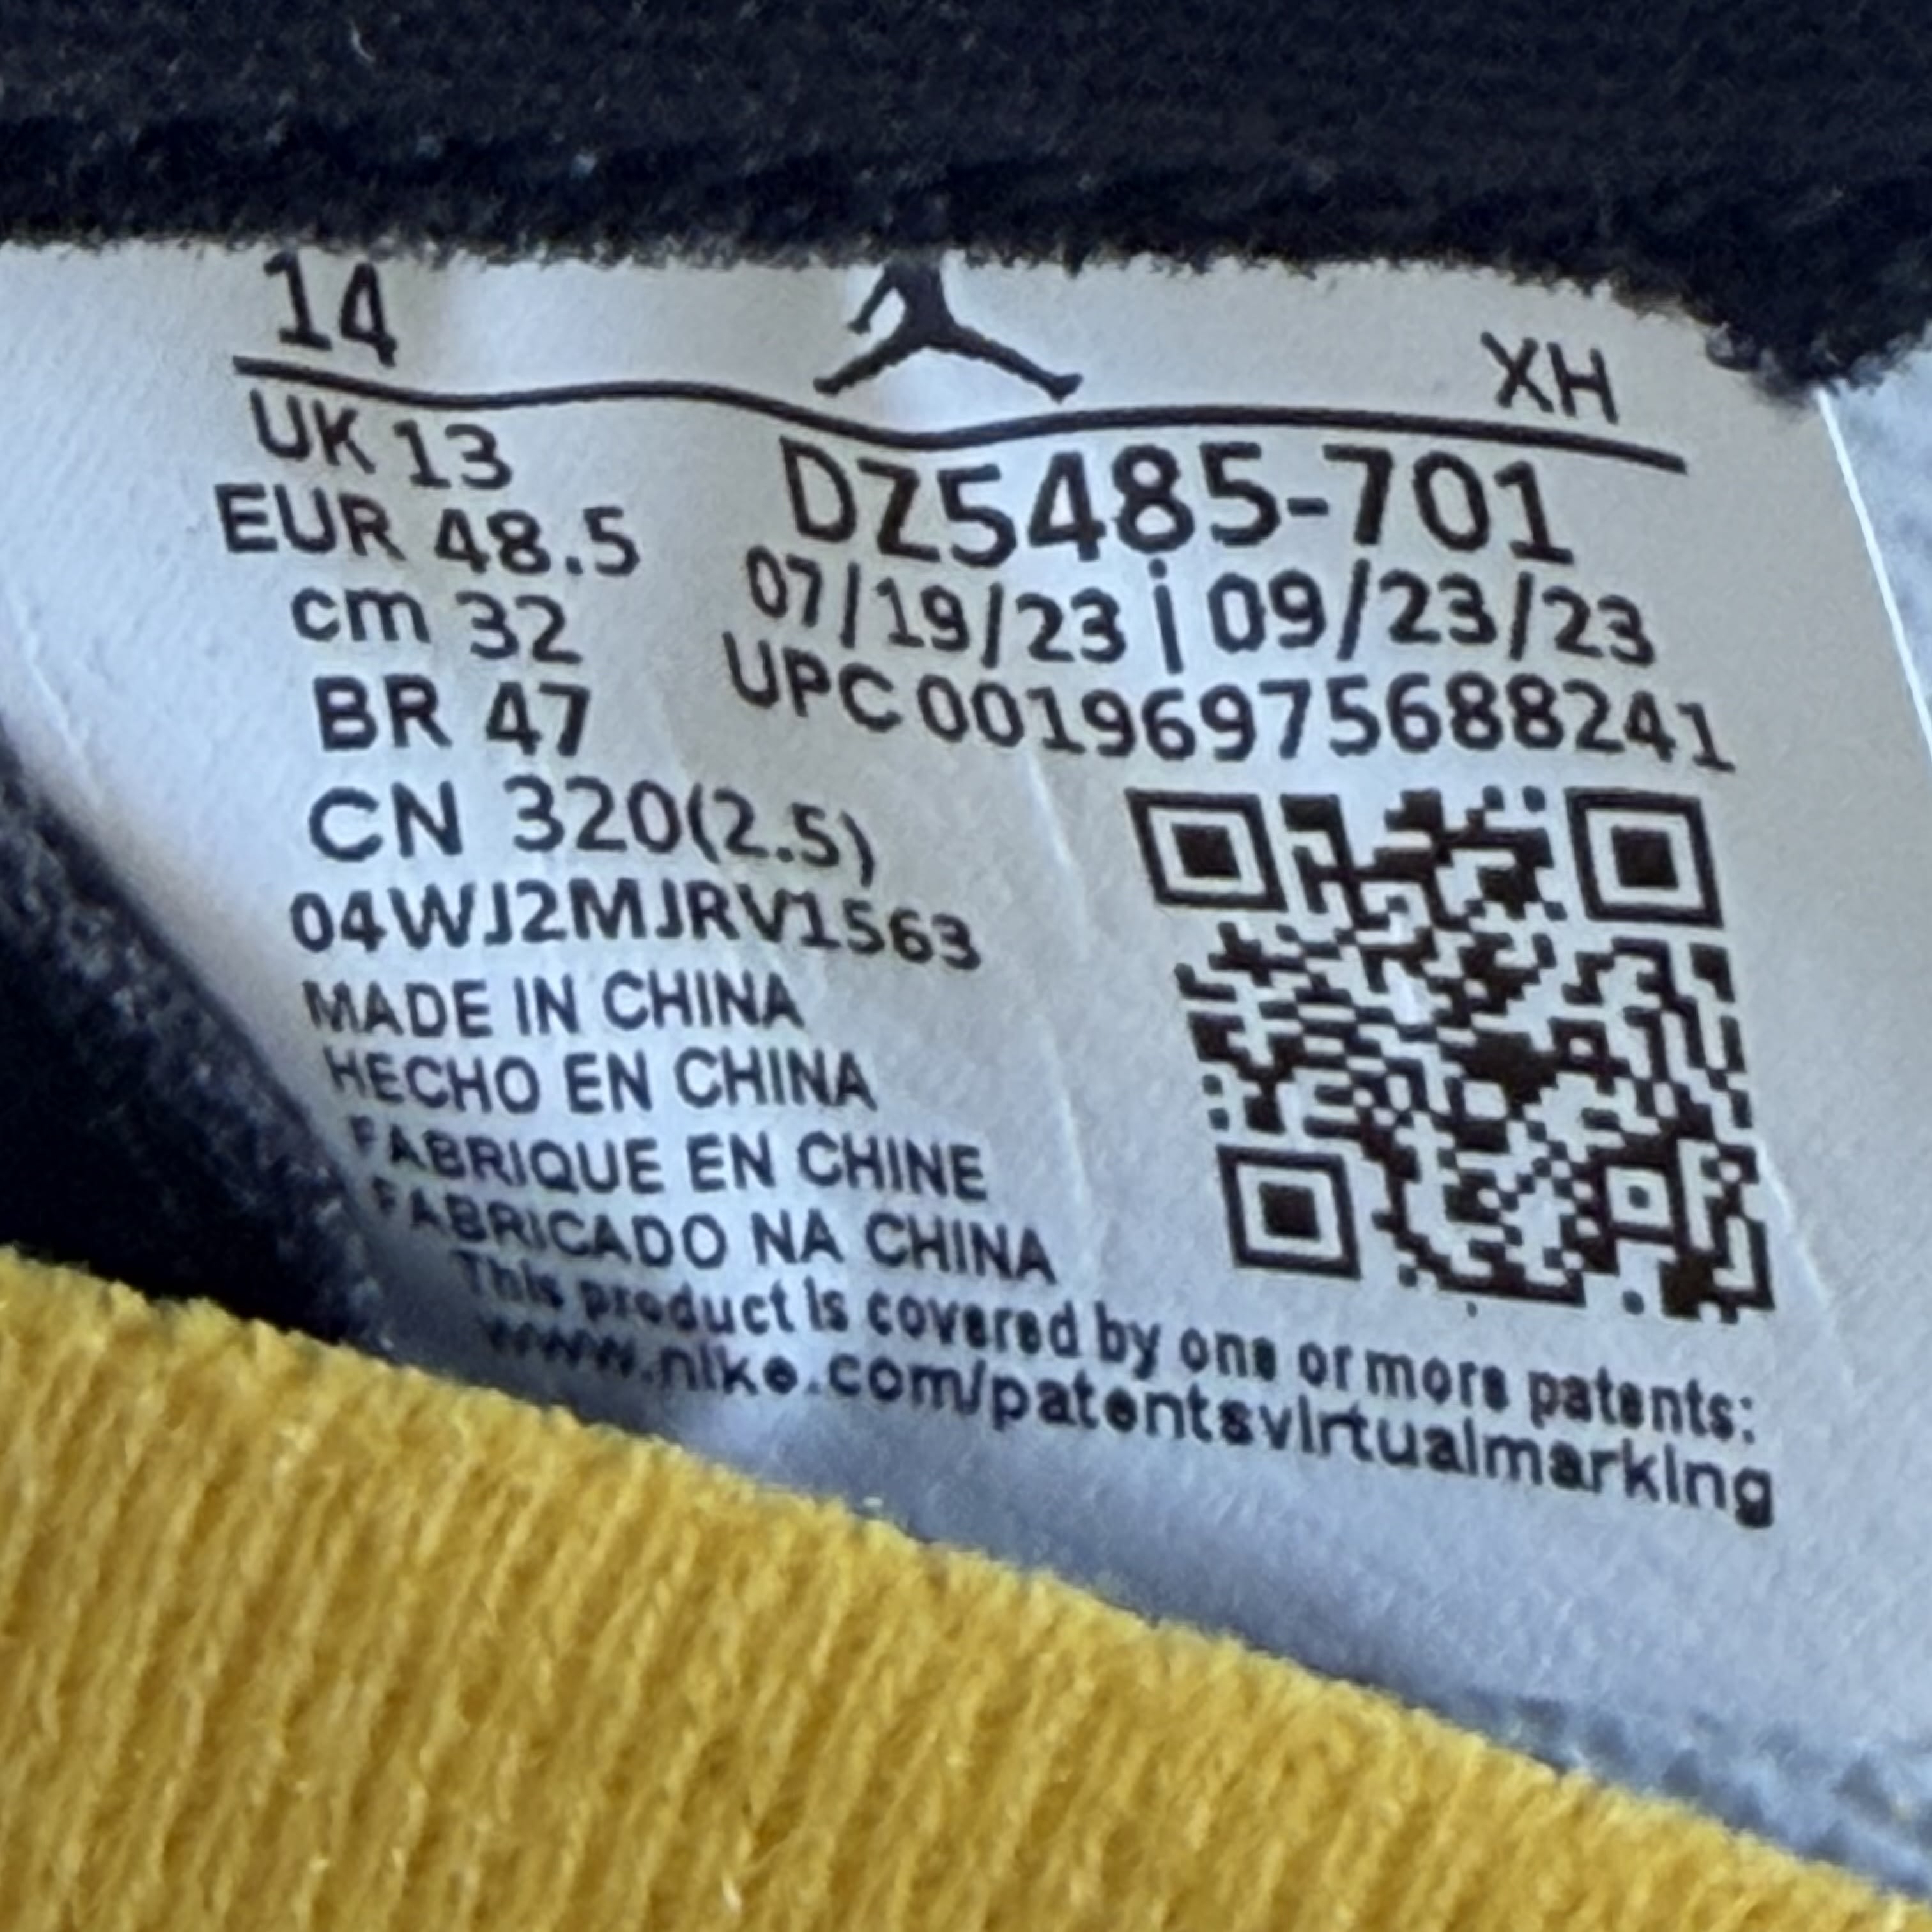 14
XH
UK 13
EUR 48.5
cm 32
BR 47
CN 320(2.5)
DZ5485-701
07/19/23 | 09/23/23
UPC00196975688241
04WJ2MJRV1563
MADE IN CHINA
HECHO EN CHINA
FABRIQUE EN CHINE
FABRICADO NA CHINA
This product is covered by one or more patents:
www.nike.com/patentsvirtualmarking